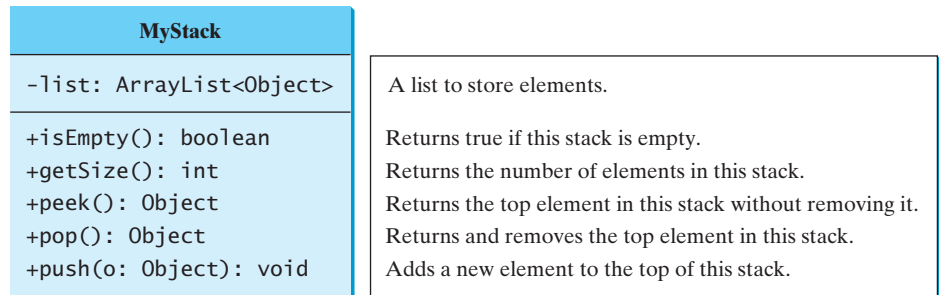 MyStack
-list: ArrayList<Object>
A list to store elements.
+isEmpty(): boolean
Returns true if this stack is empty.
+getSize(): int
Returns the number of elements in this stack.
+peek(): Object
Returns the top element in this stack without removing it.
+pop(): Object
Returns and removes the top element in this stack.
+push(o: Object): void
Adds a new element to the top of this stack.